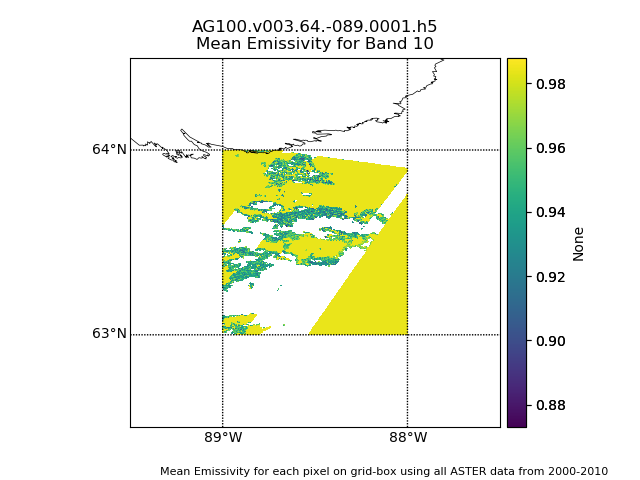 AG100.v003.64.-089.0001.h5
Mean Emissivity for Band 10
64°N
63°N
89°W
88°W
0.98
0.96
0.94
0.92
0.90
0.88
None
Mean Emissivity for each pixel on grid-box using all ASTER data from 2000-2010